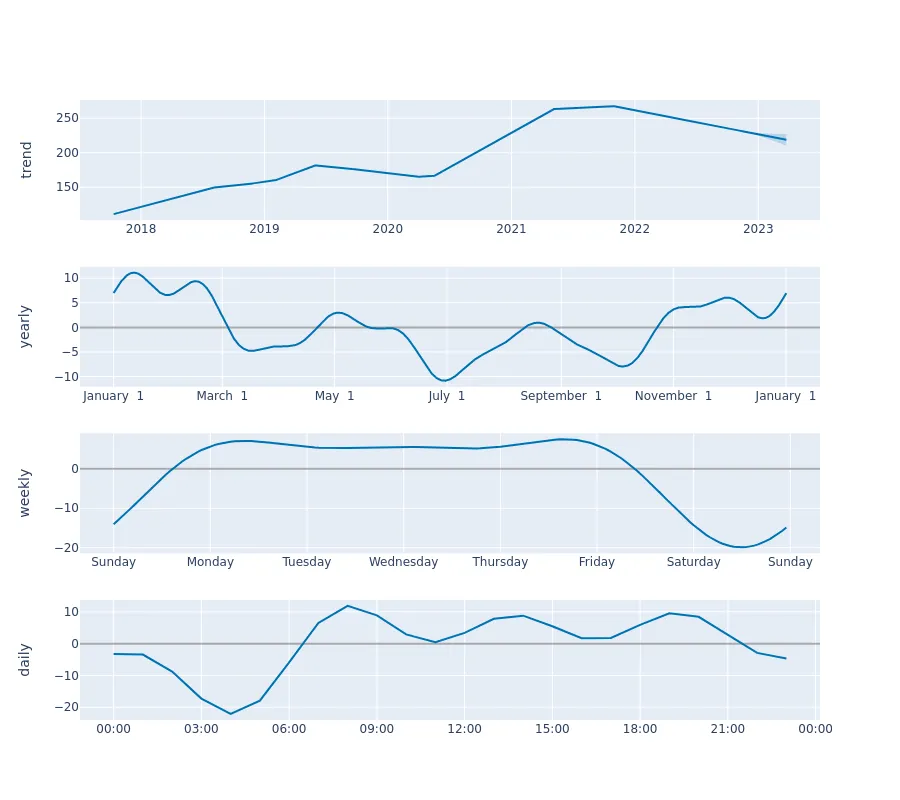 trend
250
200
150
2018 2019 2020 2021 2022 2023
yearly
10
5
0
−5
−10
January 1 March 1 May 1 July 1 September 1 November 1 January 1
weekly
0
−10
−20
Sunday Monday Tuesday Wednesday Thursday Friday Saturday Sunday
daily
10
0
−10
−20
00:00 03:00 06:00 09:00 12:00 15:00 18:00 21:00 00:00